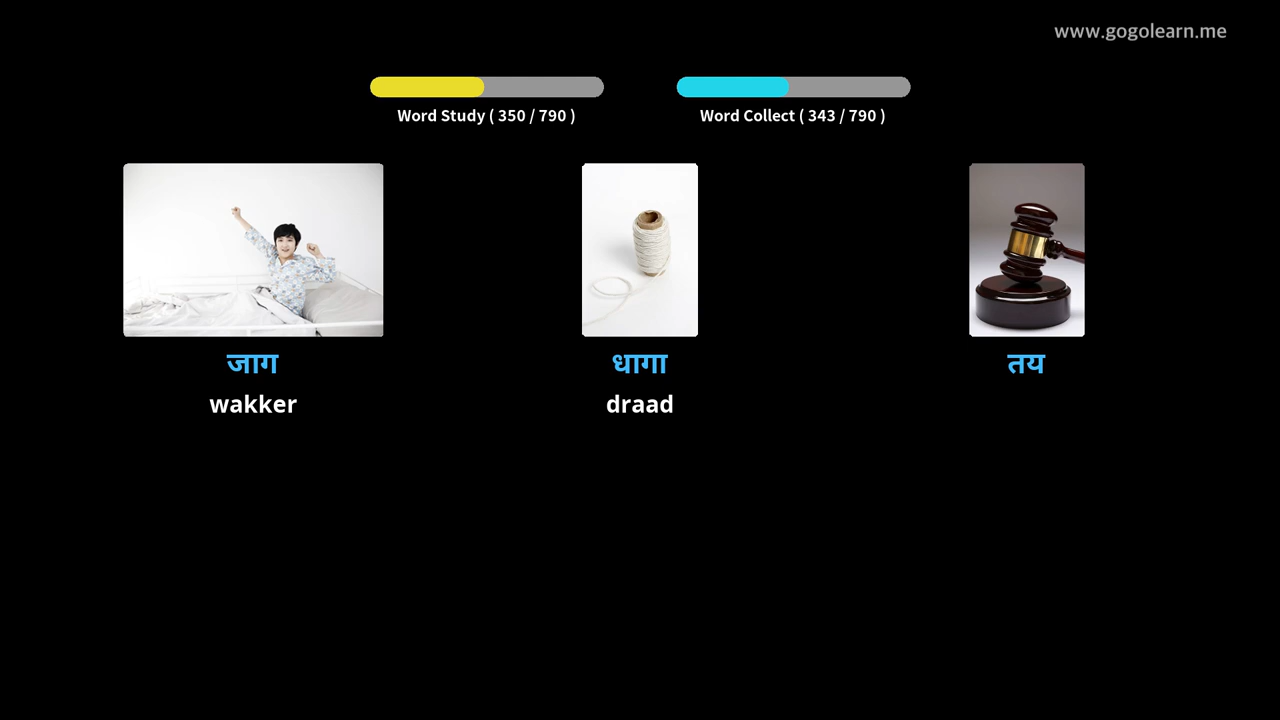 www.gogolearn.me
Word Study ( 350 / 790 )
Word Collect ( 343 / 790 )
जाग
धागा
तय
wakker
draad